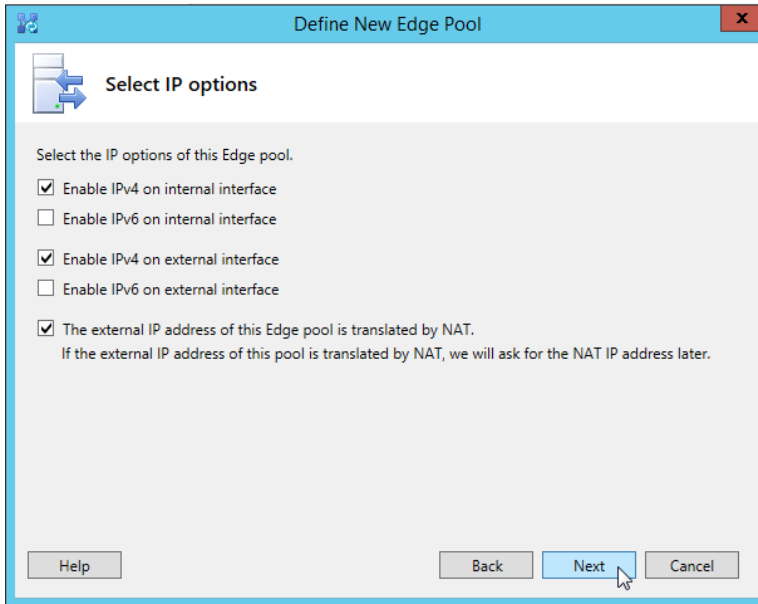 Define New Edge Pool
x
Select IP options
Select the IP options of this Edge pool.
Enable IPv4 on internal interface
Enable IPv6 on internal interface
Enable IPv4 on external interface
Enable IPv6 on external interface
The external IP address of this Edge pool is translated by NAT.
If the external IP address of this pool is translated by NAT, we will ask for the NAT IP address later.
Help Back Next Cancel